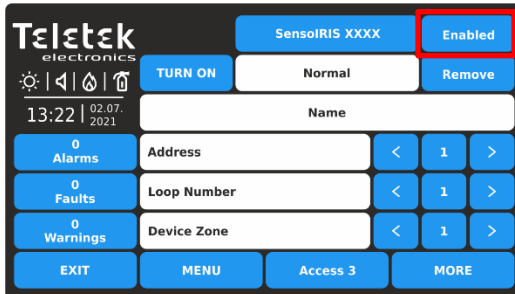 Teletek
electronics
SensoIRIS XXXX
Enabled
TURN ON
Normal
Remove
13:22 | 02.07.
2021
Name
0
Alarms
Address
< 1 >
0
Faults
Loop Number
< 1 >
0
Warnings
Device Zone
< 1 >
EXIT
MENU
Access 3
MORE